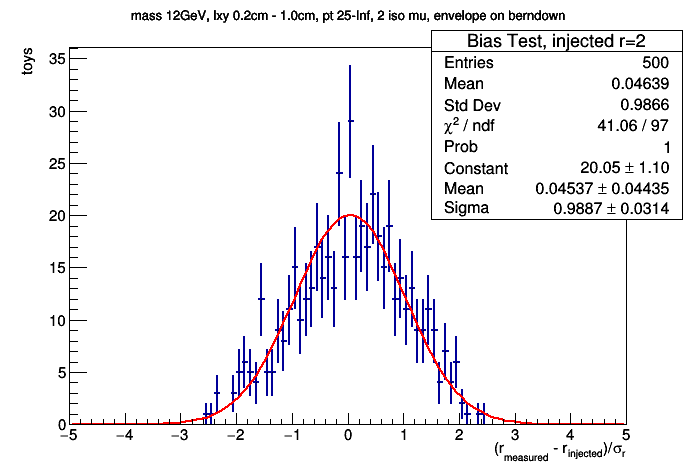 mass 12GeV, lxy 0.2cm - 1.0cm, pt 25-Inf, 2 iso mu, envelope on berndown
toys
Bias Test, injected r=2
Entries 500
Mean 0.04639
Std Dev 0.9866
χ² / ndf 41.06 / 97
Prob 1
Constant 20.05 ± 1.10
Mean 0.04537 ± 0.04435
Sigma 0.9887 ± 0.0314
35
30
25
20
15
10
5
0
−5 −4 −3 −2 −1 0 1 2 3 4 5
(r_measured - r_injected)/σ_r